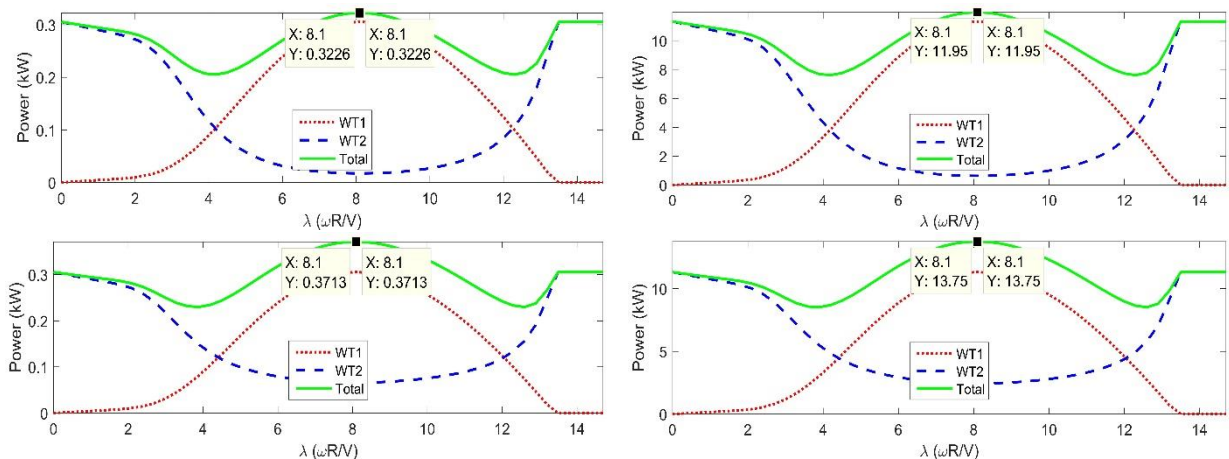 0.3
0.2
0.1
0
Power (kW)
X: 8.1
Y: 0.3226
X: 8.1
Y: 0.3226
WT1
WT2
Total
0 2 4 6 8 10 12 14
λ (ωR/V)
10
8
6
4
2
0
Power (kW)
X: 8.1
Y: 11.95
X: 8.1
Y: 11.95
WT1
WT2
Total
0 2 4 6 8 10 12 14
λ (ωR/V)
0.3
0.2
0.1
0
Power (kW)
X: 8.1
Y: 0.3713
X: 8.1
Y: 0.3713
WT1
WT2
Total
0 2 4 6 8 10 12 14
λ (ωR/V)
10
5
0
Power (kW)
X: 8.1
Y: 13.75
X: 8.1
Y: 13.75
WT1
WT2
Total
0 2 4 6 8 10 12 14
λ (ωR/V)